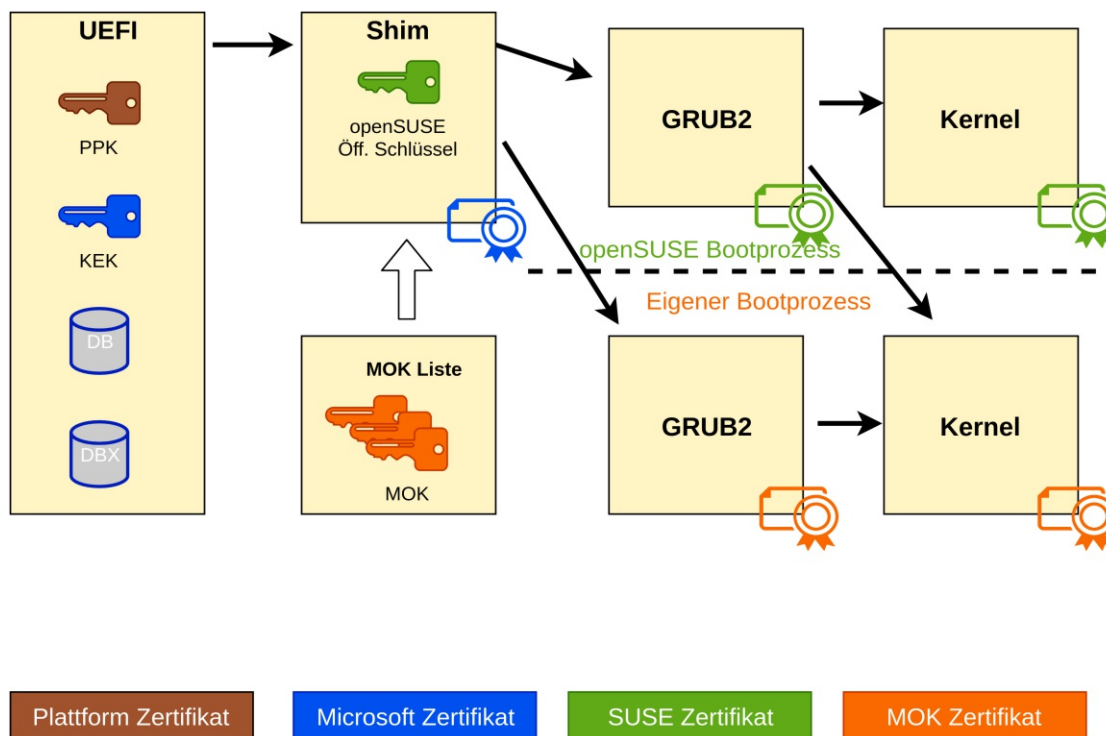 UEFI
PPK
KEK
DB
DBX
Shim
openSUSE
Öff. Schlüssel
MOK Liste
MOK
GRUB2
Kernel
openSUSE Bootprozess
Eigener Bootprozess
GRUB2
Kernel
Plattform Zertifikat
Microsoft Zertifikat
SUSE Zertifikat
MOK Zertifikat